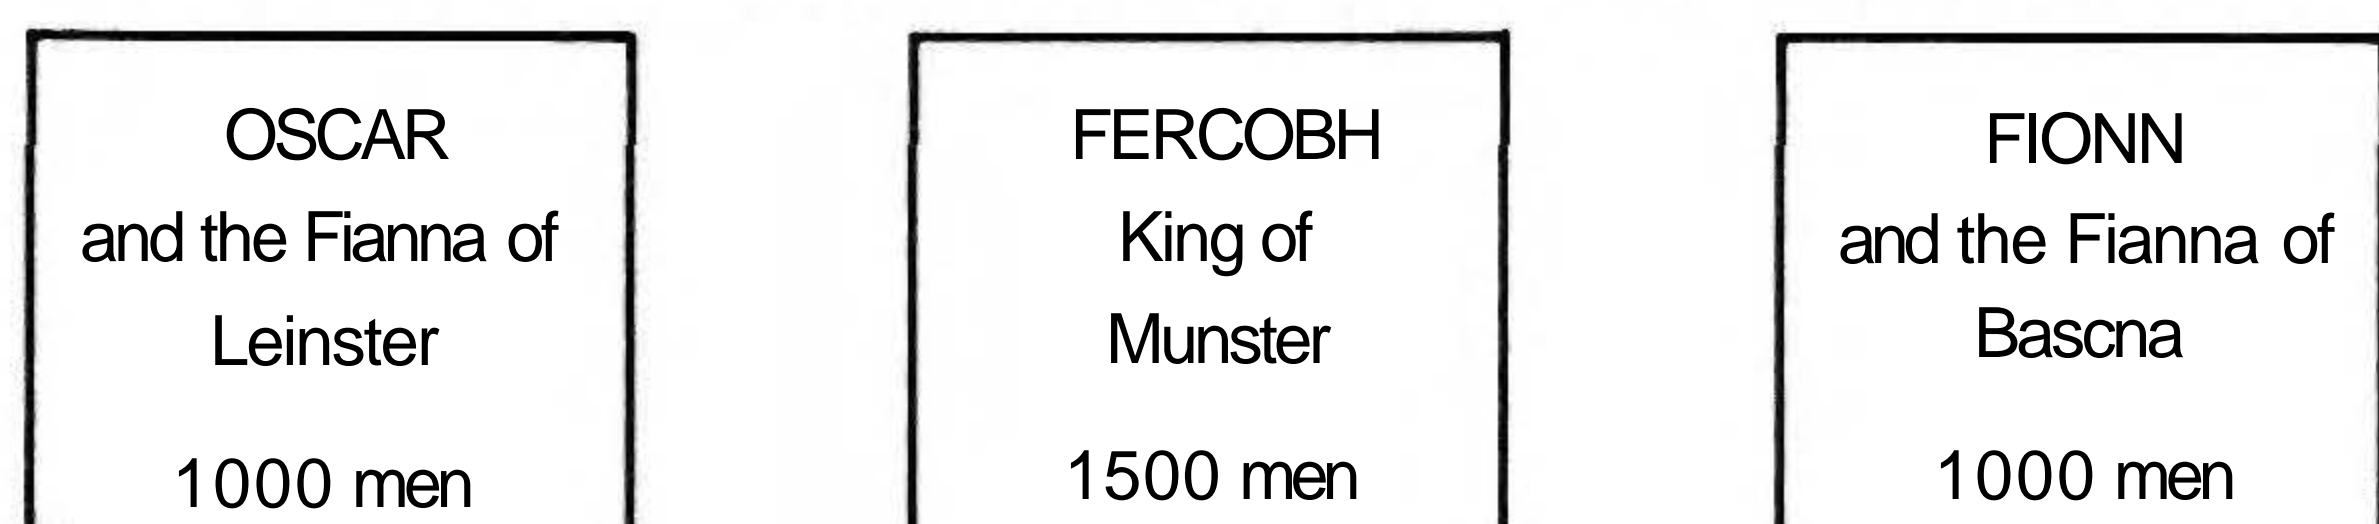 OSCAR
and the Fianna of
Leinster
1000 men
FERCOBH
King of
Munster
1500 men
FIONN
and the Fianna of
Bascna
1000 men